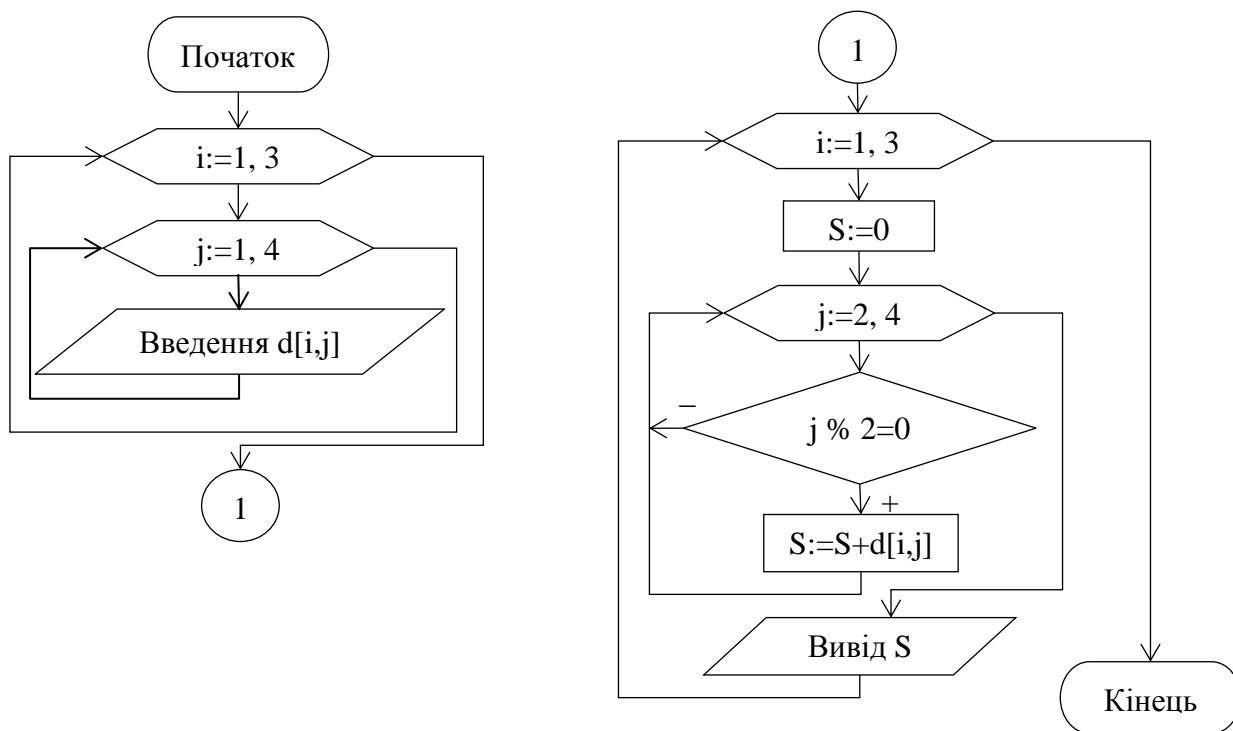 Початок
i:=1, 3
j:=1, 4
Введення d[i,j]
1
1
i:=1, 3
S:=0
j:=2, 4
–
j % 2=0
+
S:=S+d[i,j]
Вивід S
Кінець